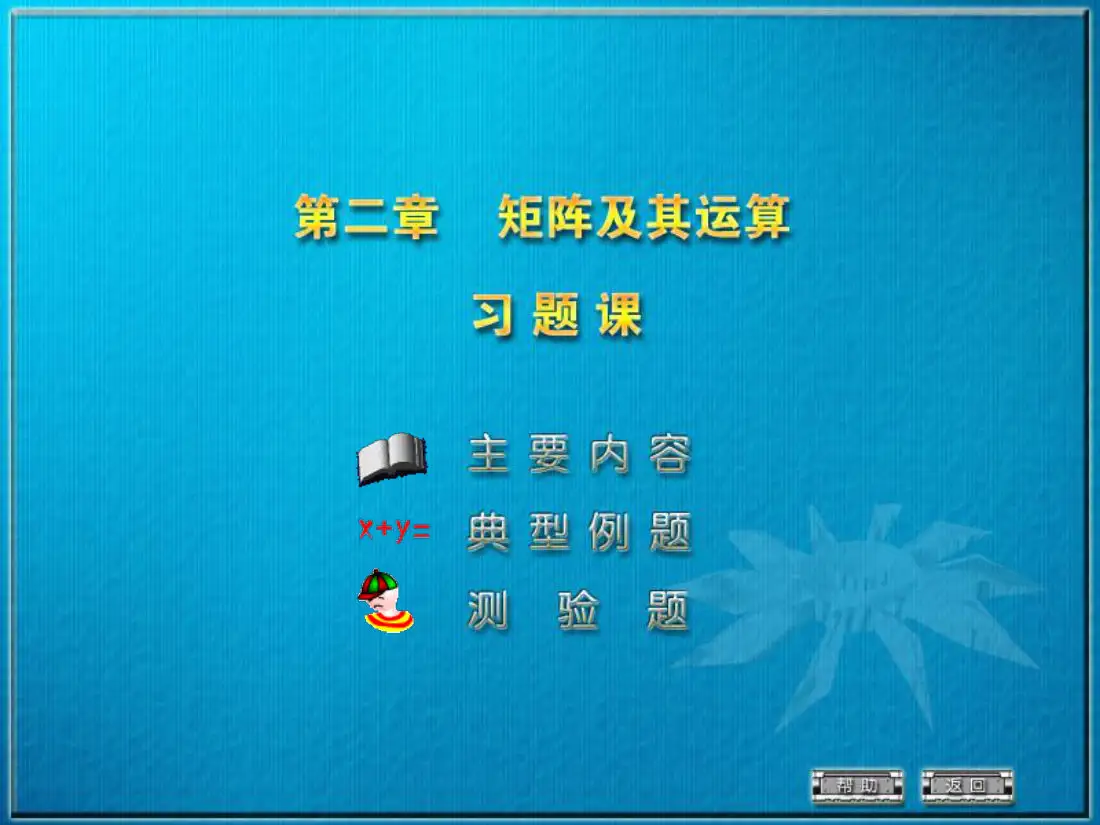 第二章 矩阵及其运算
习题课
主要内容
x+y=
典型例题
测验题
帮助 返回